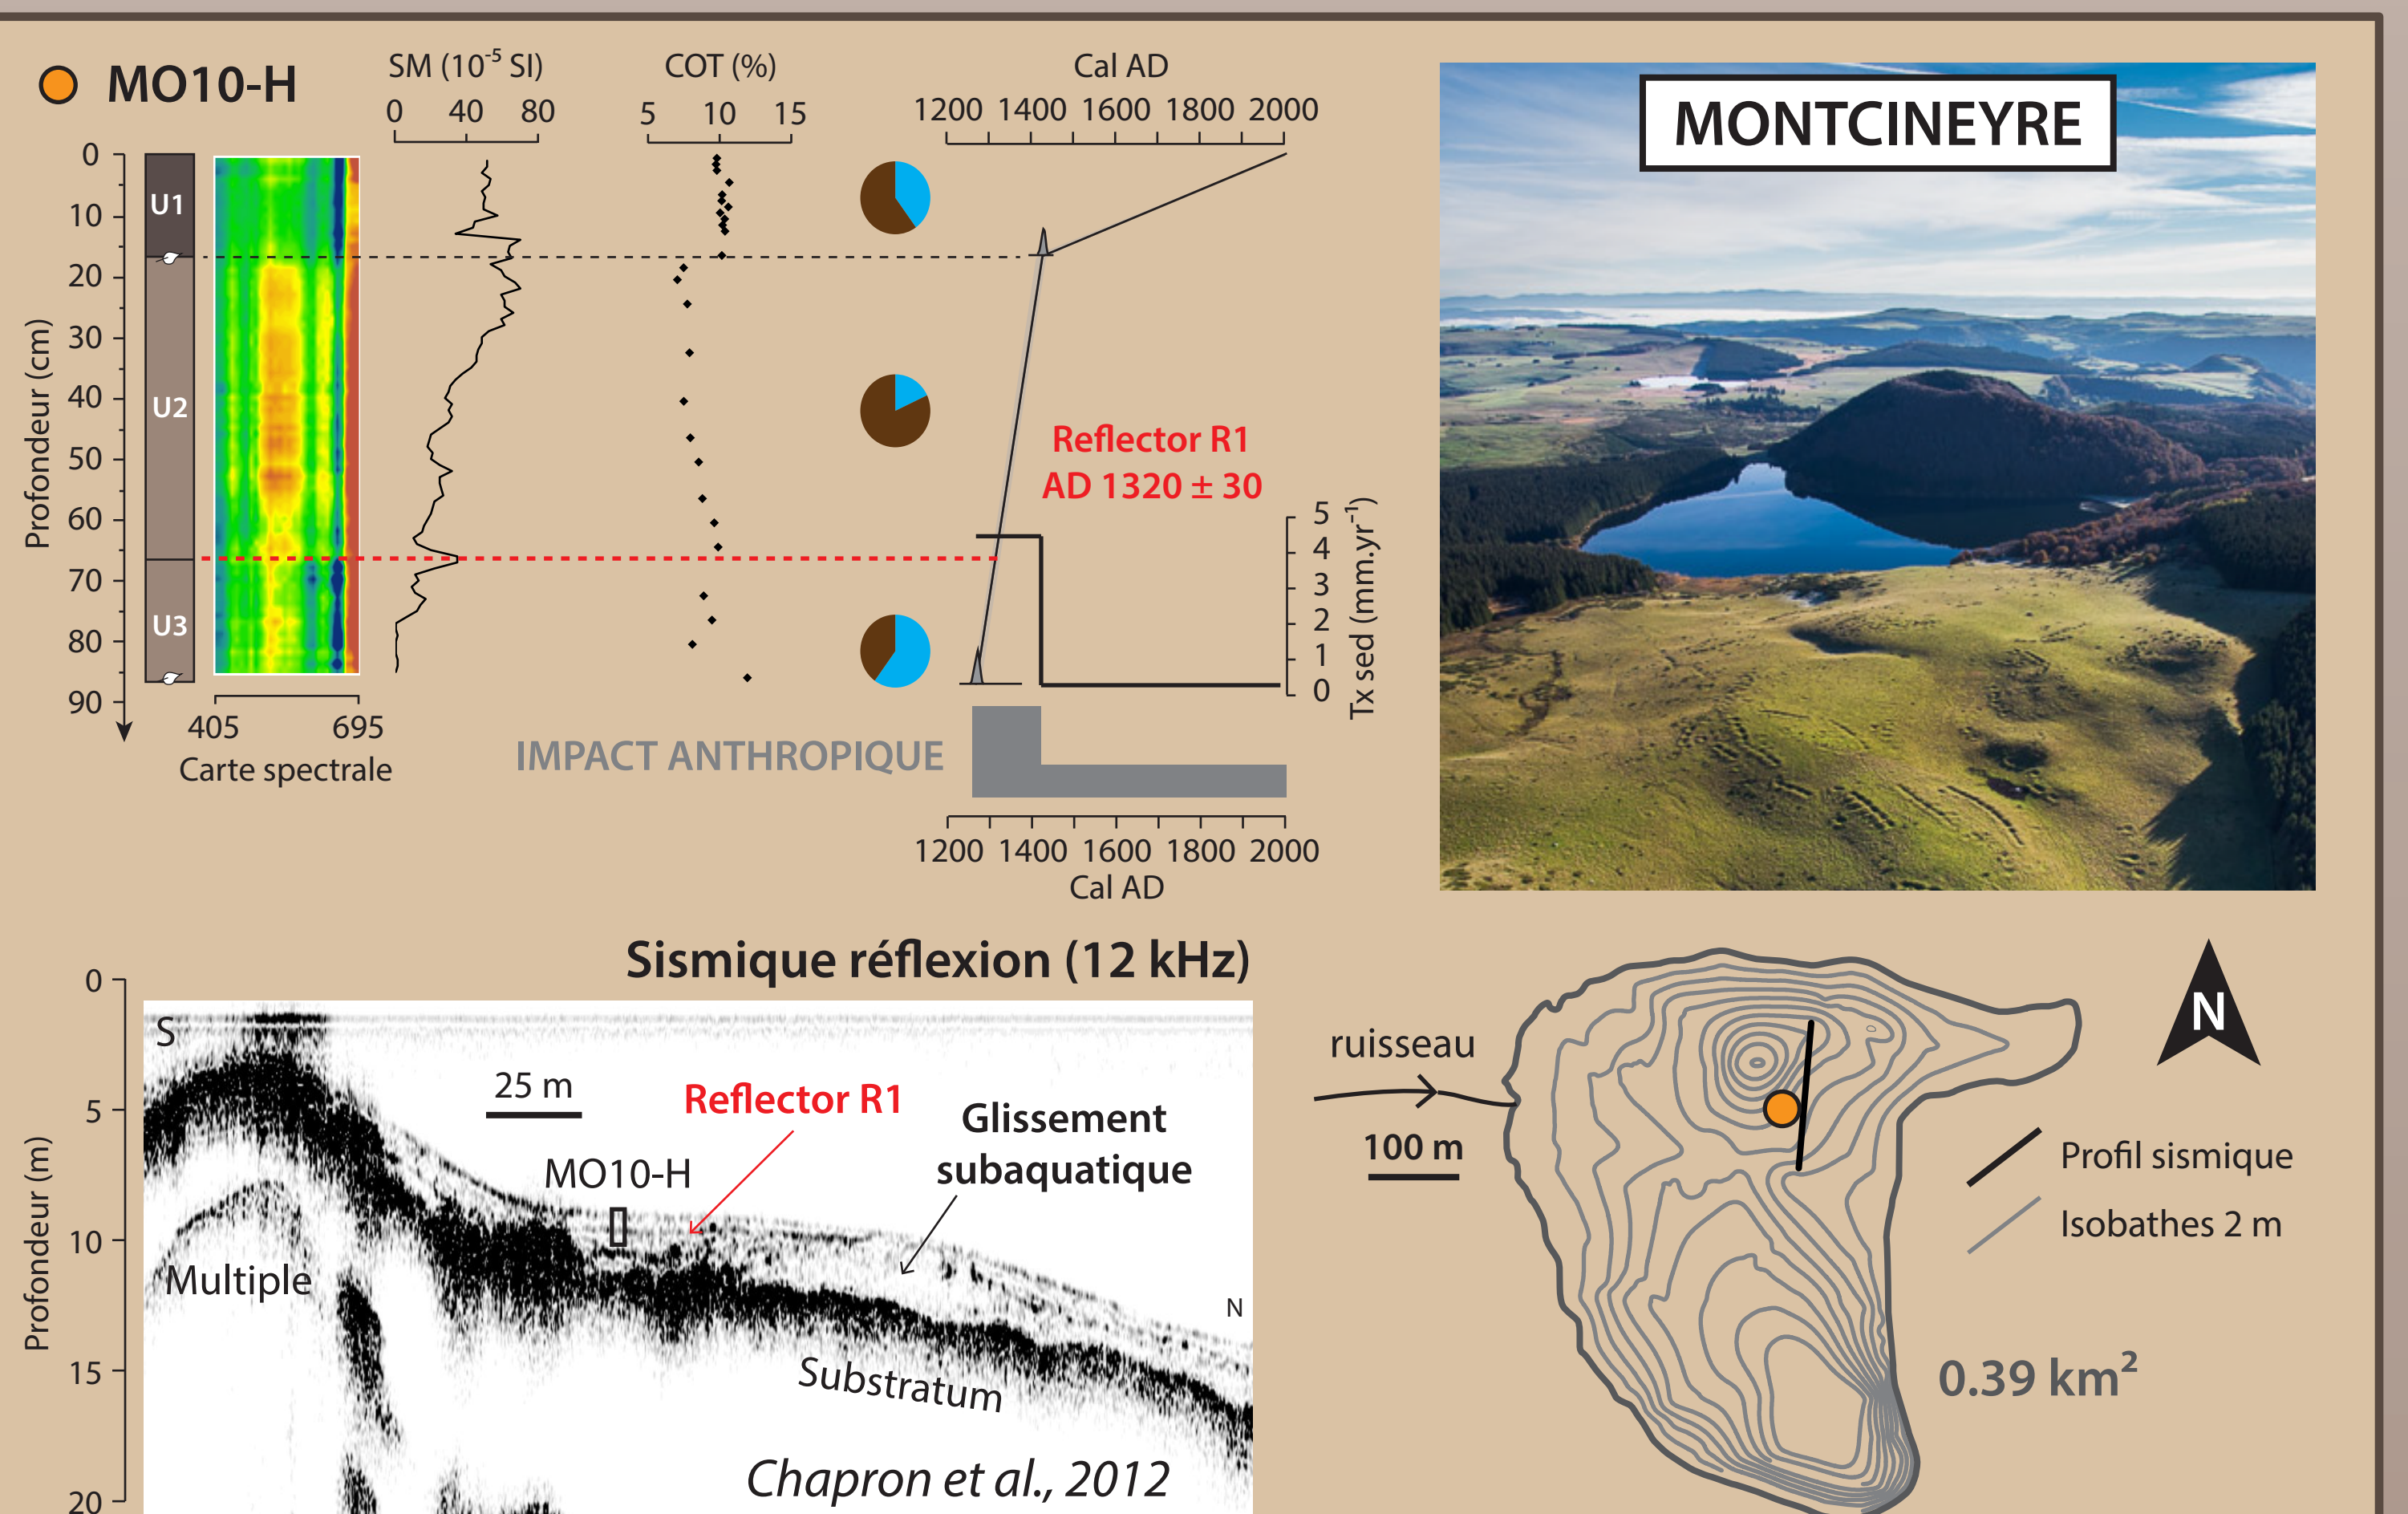 MO10-H
SM (10⁻⁵ SI)
0 40 80
COT (%)
5 10 15
Cal AD
1200 1400 1600 1800 2000
MONTCINEYRE
Profondeur (cm)
0
10
20
30
40
50
60
70
80
90
U1
U2
U3
405 695
Carte spectrale
Reflector R1
AD 1320 ± 30
5
4
3
2
1
0
Tx sed (mm.yr⁻¹)
IMPACT ANTHROPIQUE
1200 1400 1600 1800 2000
Cal AD
Sismique réflexion (12 kHz)
Profondeur (m)
0
5
10
15
20
S
25 m
Reflector R1
Glissement
subaquatique
MO10-H
Multiple
N
Substratum
Chapron et al., 2012
ruisseau
100 m
N
Profil sismique
Isobathes 2 m
0.39 km²